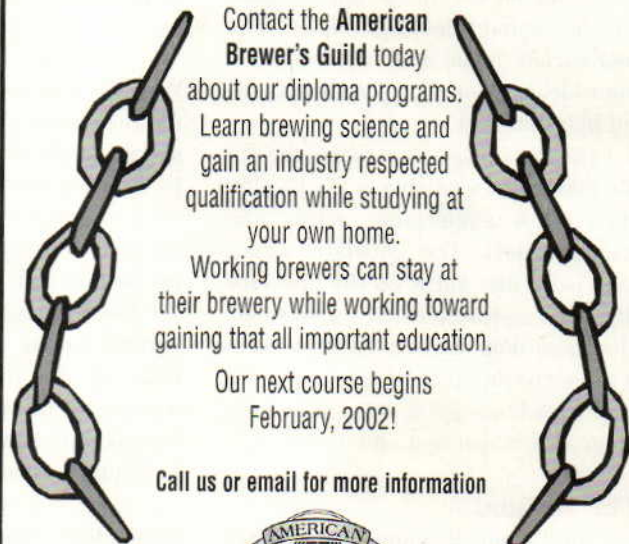 Contact the American
Brewer's Guild today
about our diploma programs.
Learn brewing science and
gain an industry respected
qualification while studying at
your own home.
Working brewers can stay at
their brewery while working toward
gaining that all important education.
Our next course begins
February, 2002!
Call us or email for more information
AMERICAN